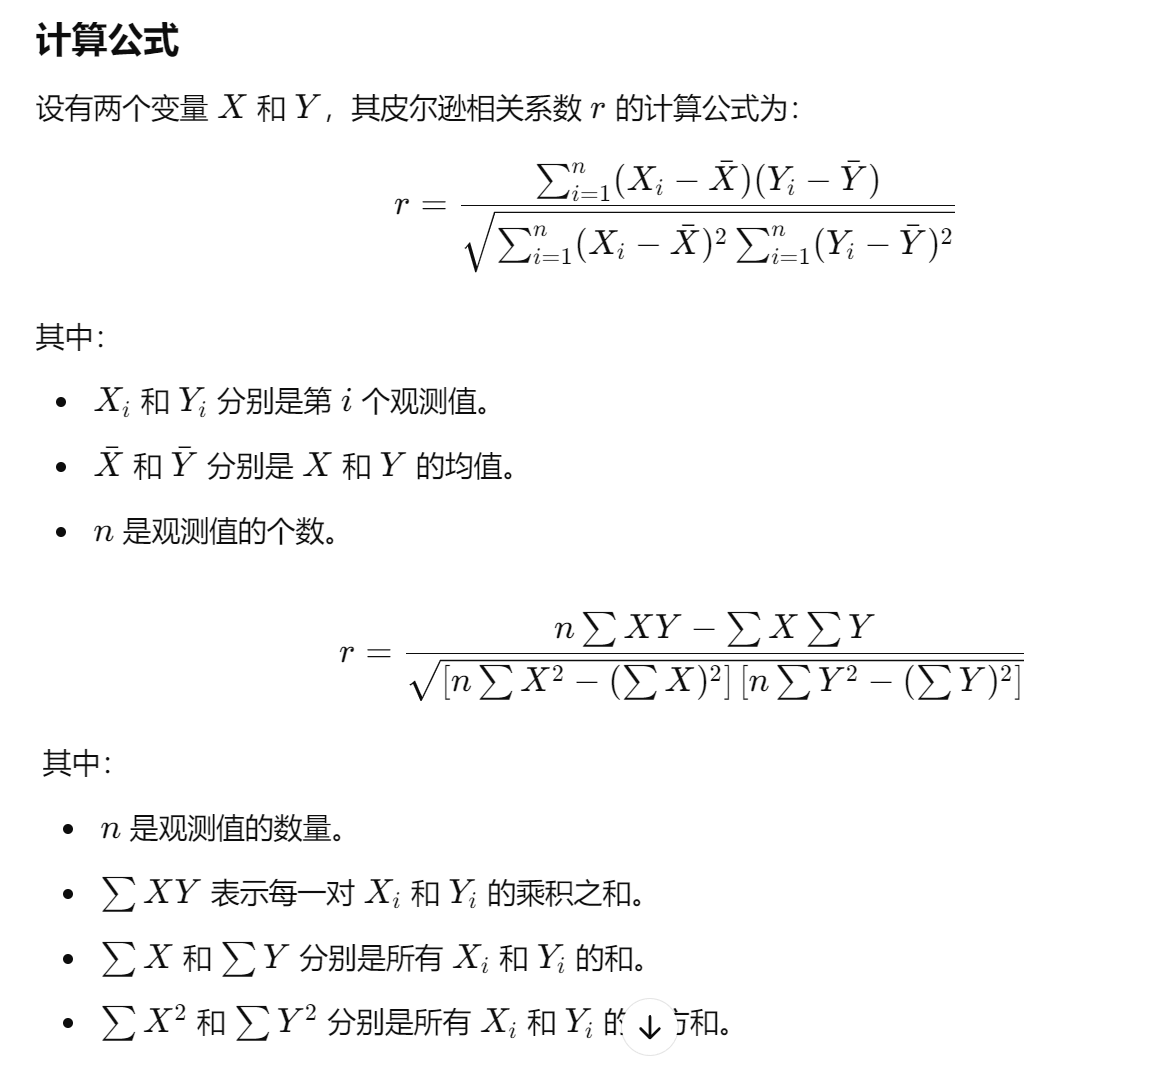 计算公式
设有两个变量 X 和 Y，其皮尔逊相关系数 r 的计算公式为：
r = \frac{\sum_{i=1}^{n}(X_i - \bar{X})(Y_i - \bar{Y})}{\sqrt{\sum_{i=1}^{n}(X_i - \bar{X})^2 \sum_{i=1}^{n}(Y_i - \bar{Y})^2}}
其中：
• X_i 和 Y_i 分别是第 i 个观测值。
• \bar{X} 和 \bar{Y} 分别是 X 和 Y 的均值。
• n 是观测值的个数。
r = \frac{n \sum XY - \sum X \sum Y}{\sqrt{[n \sum X^2 - (\sum X)^2][n \sum Y^2 - (\sum Y)^2]}}
其中：
• n 是观测值的数量。
• \sum XY 表示每一对 X_i 和 Y_i 的乘积之和。
• \sum X 和 \sum Y 分别是所有 X_i 和 Y_i 的和。
• \sum X^2 和 \sum Y^2 分别是所有 X_i 和 Y_i 的方和。